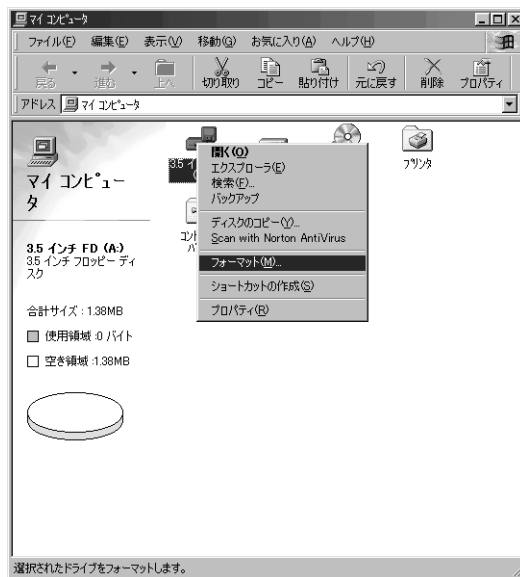 マイ コンピュータ
ファイル(F) 編集(E) 表示(V) 移動(G) お気に入り(A) ヘルプ(H)
戻る 進む 上へ 切り取り コピー 貼り付け 元に戻す 削除 プロパティ
アドレス マイ コンピュータ
マイ コンピュー
タ
3.5 インチ FD (A:)
3.5 インチ フロッピー ディ
スク
合計サイズ : 1.38MB
使用領域 :0 バイト
空き領域 :1.38MB
3.5 イ
コント
プリンタ
開く(O)
エクスプローラ(E)
検索(F)...
バックアップ
ディスクのコピー(Y)...
Scan with Norton AntiVirus
フォーマット(M)...
ショートカットの作成(S)
プロパティ(R)
選択されたドライブをフォーマットします。